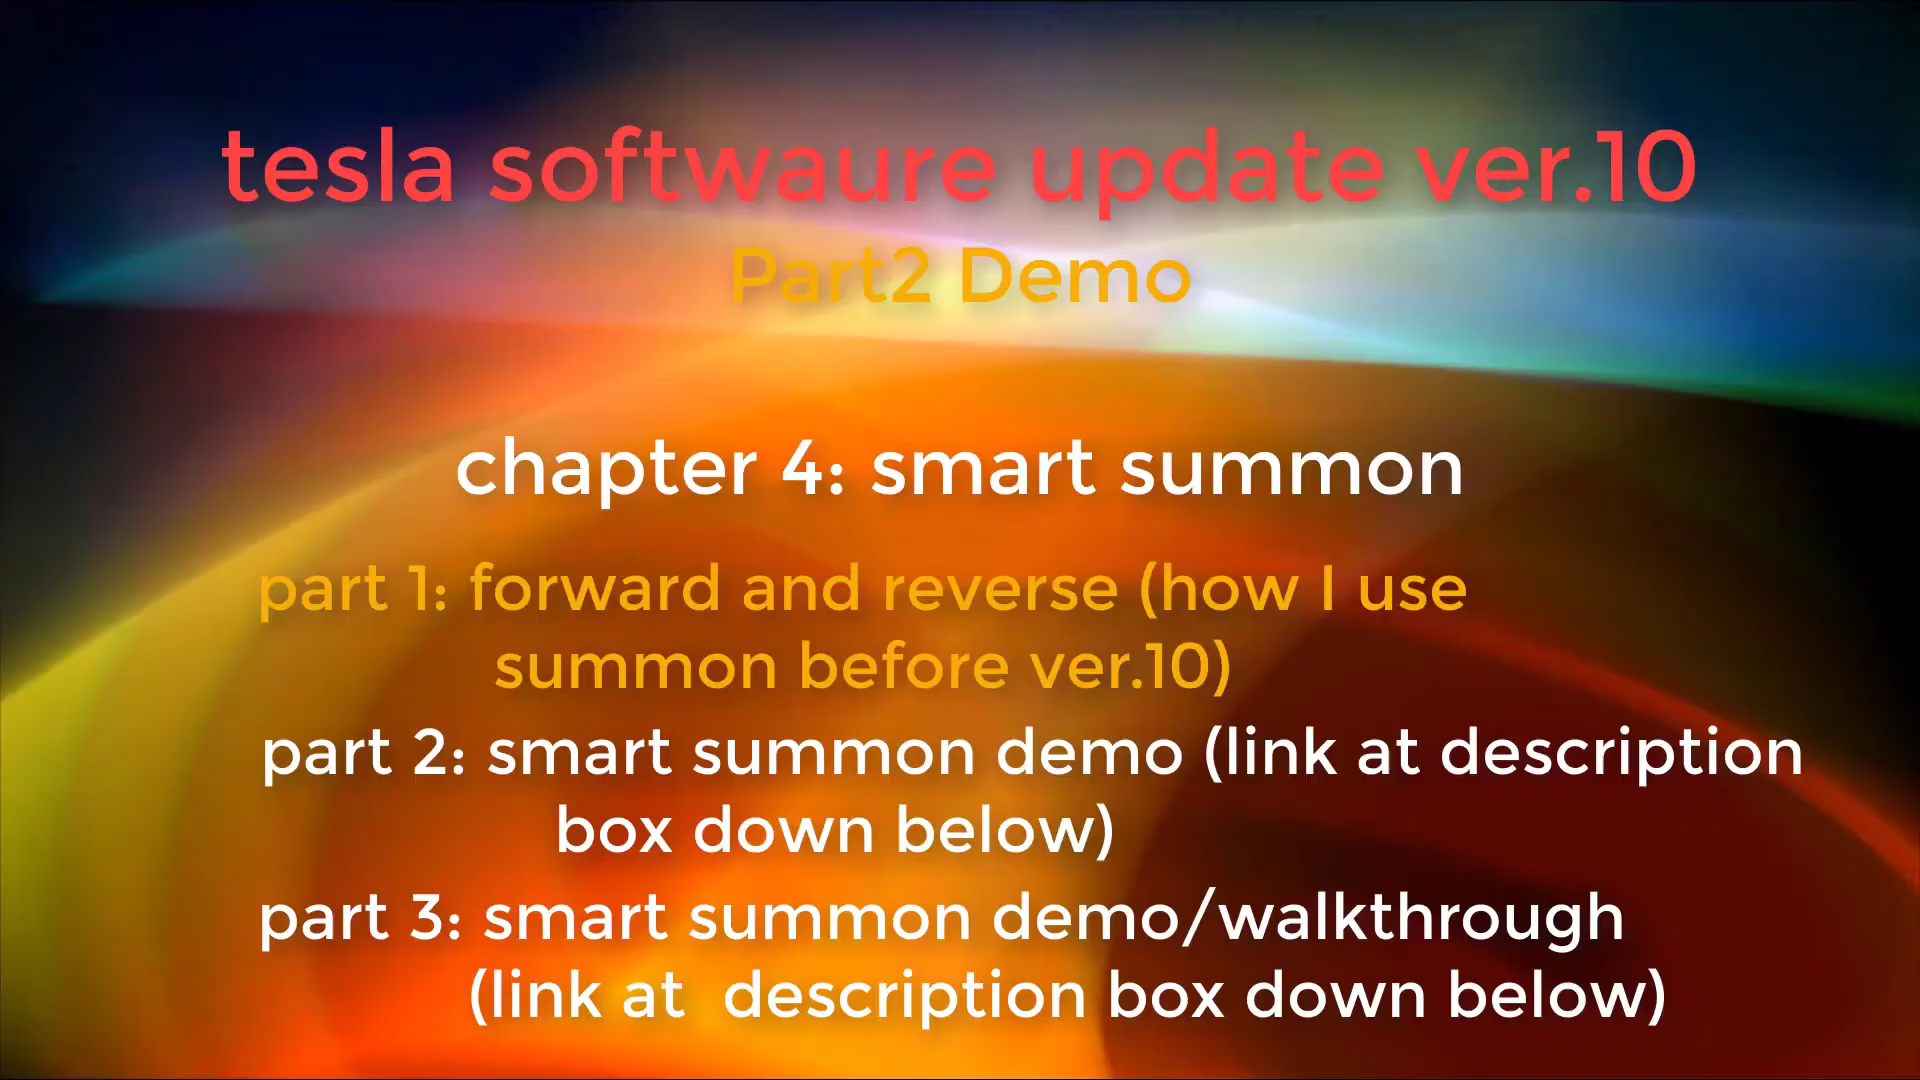 tesla softwaure update ver.10
Part2 Demo
chapter 4: smart summon
part 1: forward and reverse (how I use
summon before ver.10)
part 2: smart summon demo (link at description
box down below)
part 3: smart summon demo/walkthrough
(link at  description box down below)